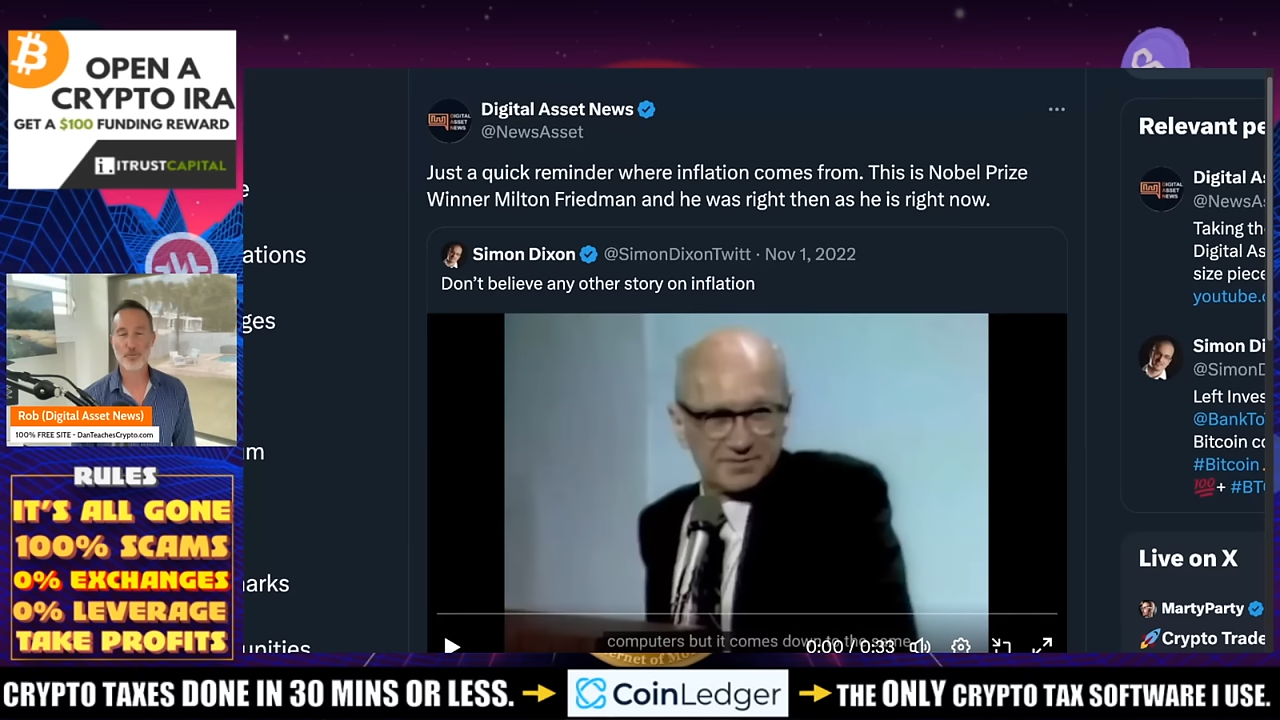 OPEN A
CRYPTO IRA
GET A $100 FUNDING REWARD
i. iTRUSTCAPITAL
Rob (Digital Asset News)
100% FREE SITE - DanTeachesCrypto.com
RULES
IT'S ALL GONE
100% SCAMS
0% EXCHANGES
0% LEVERAGE
TAKE PROFITS
e
ations
ges
m
arks
unities
Digital Asset News
@NewsAsset
Just a quick reminder where inflation comes from. This is Nobel Prize
Winner Milton Friedman and he was right then as he is right now.
Simon Dixon @SimonDixonTwitt · Nov 1, 2022
Don't believe any other story on inflation
computers but it comes down to the same
0:00 / 0:33
Relevant pe
Digital A
@NewsA
Taking th
Digital As
size piece
youtube.c
Simon Di
@SimonD
Left Inves
@BankTo
Bitcoin co
#Bitcoin
💯+ #BT
Live on X
MartyParty
🚀Crypto Trade
CRYPTO TAXES DONE IN 30 MINS OR LESS. → CoinLedger → THE ONLY CRYPTO TAX SOFTWARE I USE.